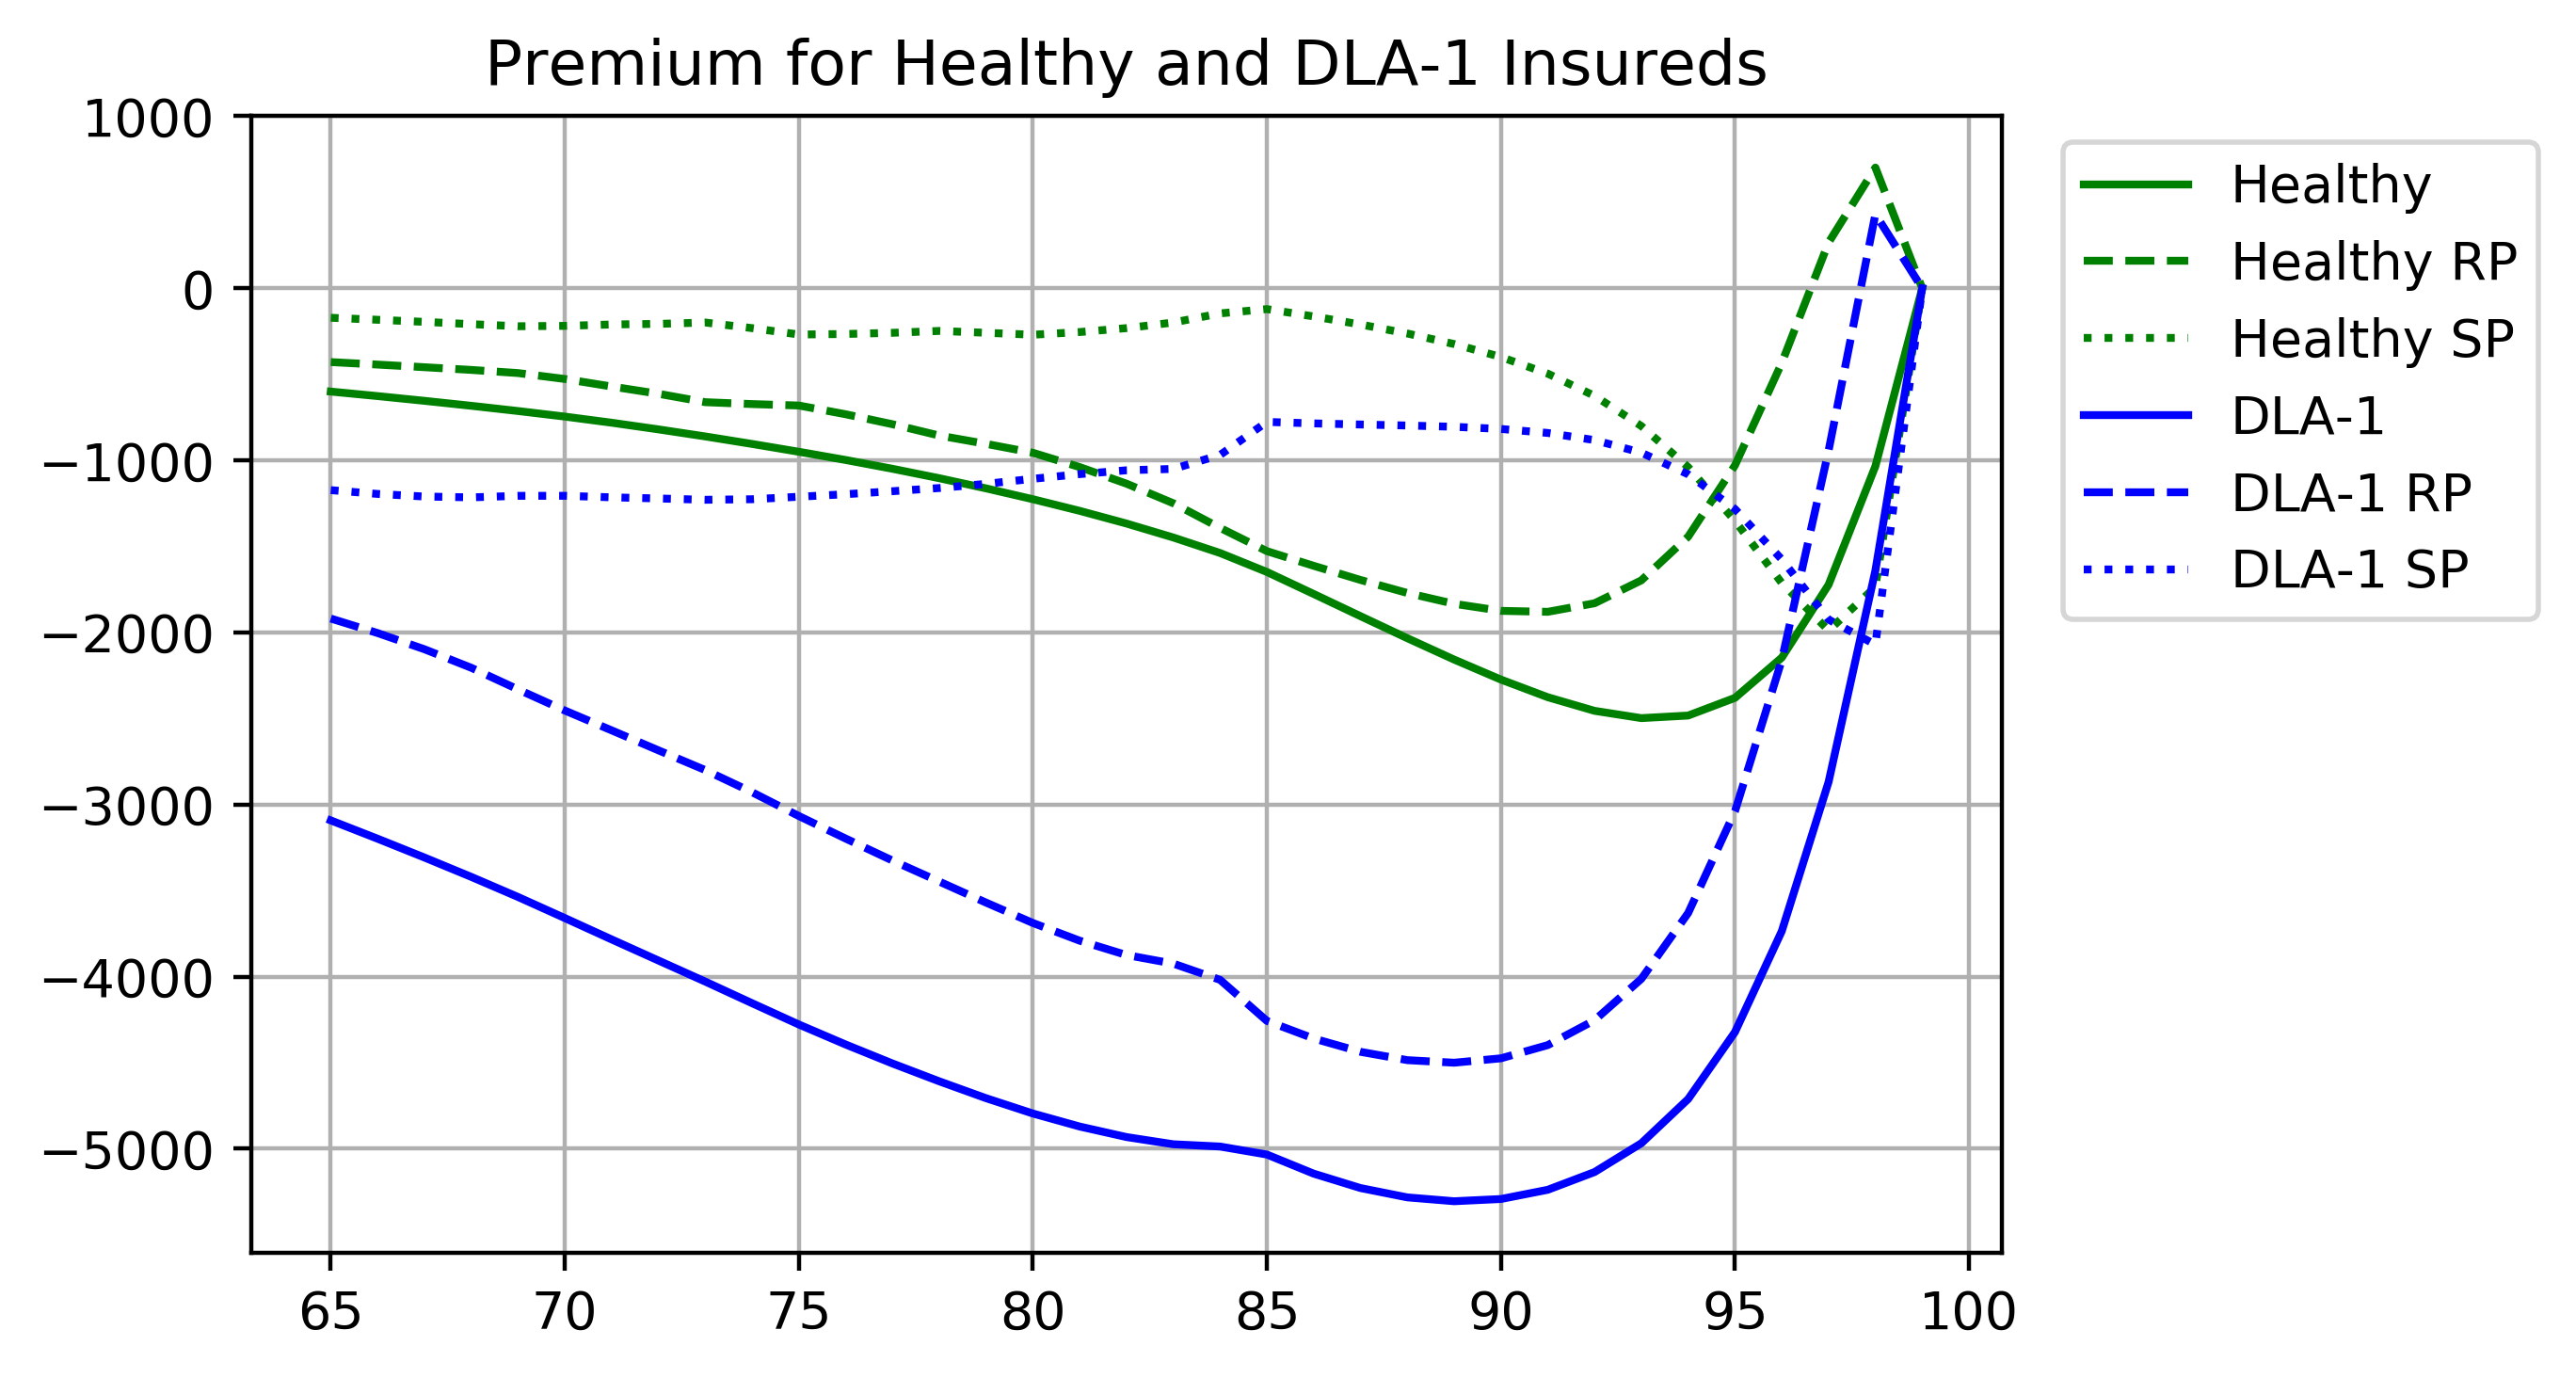 Premium for Healthy and DLA-1 Insureds
1000
0
−1000
−2000
−3000
−4000
−5000
65 70 75 80 85 90 95 100
Healthy
Healthy RP
Healthy SP
DLA-1
DLA-1 RP
DLA-1 SP